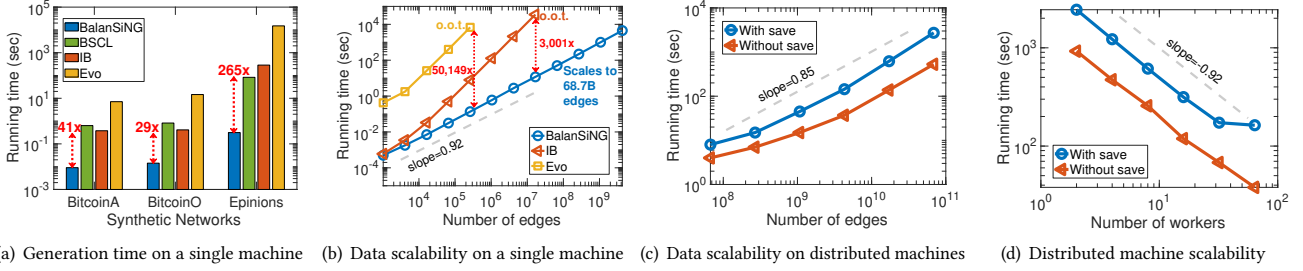 10^5
10^3
10^1
10^-1
10^-3
Running time (sec)
BalanSiNG
BSCL
IB
Evo
41x
29x
265x
BitcoinA
BitcoinO
Epinions
Synthetic Networks
10^4
10^2
10^0
10^-2
10^-4
Running time (sec)
o.o.t.
o.o.t.
50,149x
3,001x
Scales to
68.7B
edges
slope=0.92
BalanSiNG
IB
Evo
10^3
10^4
10^5
10^6
10^7
10^8
10^9
Number of edges
10^4
10^2
10^0
Running time (sec)
With save
Without save
slope=0.85
10^8
10^9
10^10
10^11
Number of edges
10^3
10^2
Running time (sec)
slope=-0.92
With save
Without save
10^0
10^1
10^2
Number of workers
a) Generation time on a single machine
(b) Data scalability on a single machine
(c) Data scalability on distributed machines
(d) Distributed machine scalability